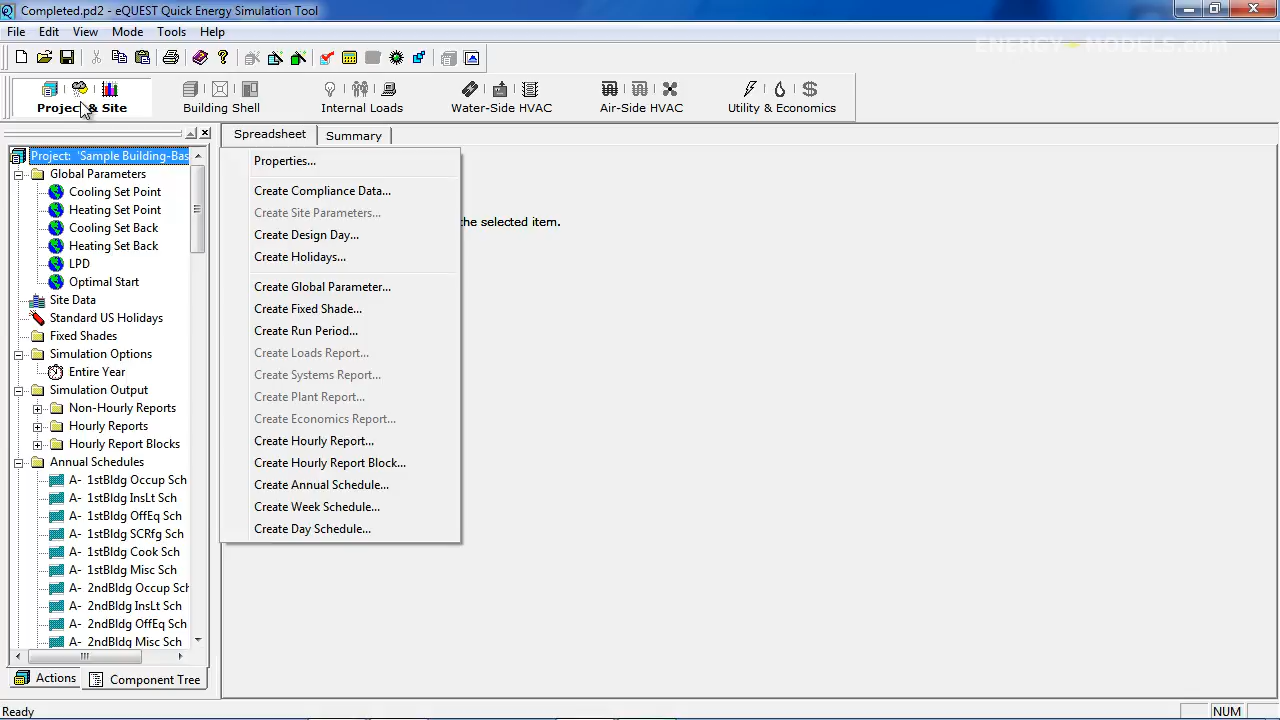 Completed.pd2 - eQUEST Quick Energy Simulation Tool
File Edit View Mode Tools Help
ENERGY-MODELS.com
Project & Site Building Shell Internal Loads Water-Side HVAC Air-Side HVAC Utility & Economics
Spreadsheet Summary
Project: 'Sample Building-Bas
Global Parameters
Cooling Set Point
Heating Set Point
Cooling Set Back
Heating Set Back
LPD
Optimal Start
Site Data
Standard US Holidays
Fixed Shades
Simulation Options
Entire Year
Simulation Output
Non-Hourly Reports
Hourly Reports
Hourly Report Blocks
Annual Schedules
A- 1stBldg Occup Sch
A- 1stBldg InsLt Sch
A- 1stBldg OffEq Sch
A- 1stBldg SCRfg Sch
A- 1stBldg Cook Sch
A- 1stBldg Misc Sch
A- 2ndBldg Occup Sch
A- 2ndBldg InsLt Sch
A- 2ndBldg OffEq Sch
A- 2ndBldg Misc Sch
Actions Component Tree
Properties...
Create Compliance Data...
Create Site Parameters...
the selected item.
Create Design Day...
Create Holidays...
Create Global Parameter...
Create Fixed Shade...
Create Run Period...
Create Loads Report...
Create Systems Report...
Create Plant Report...
Create Economics Report...
Create Hourly Report...
Create Hourly Report Block...
Create Annual Schedule...
Create Week Schedule...
Create Day Schedule...
Ready NUM